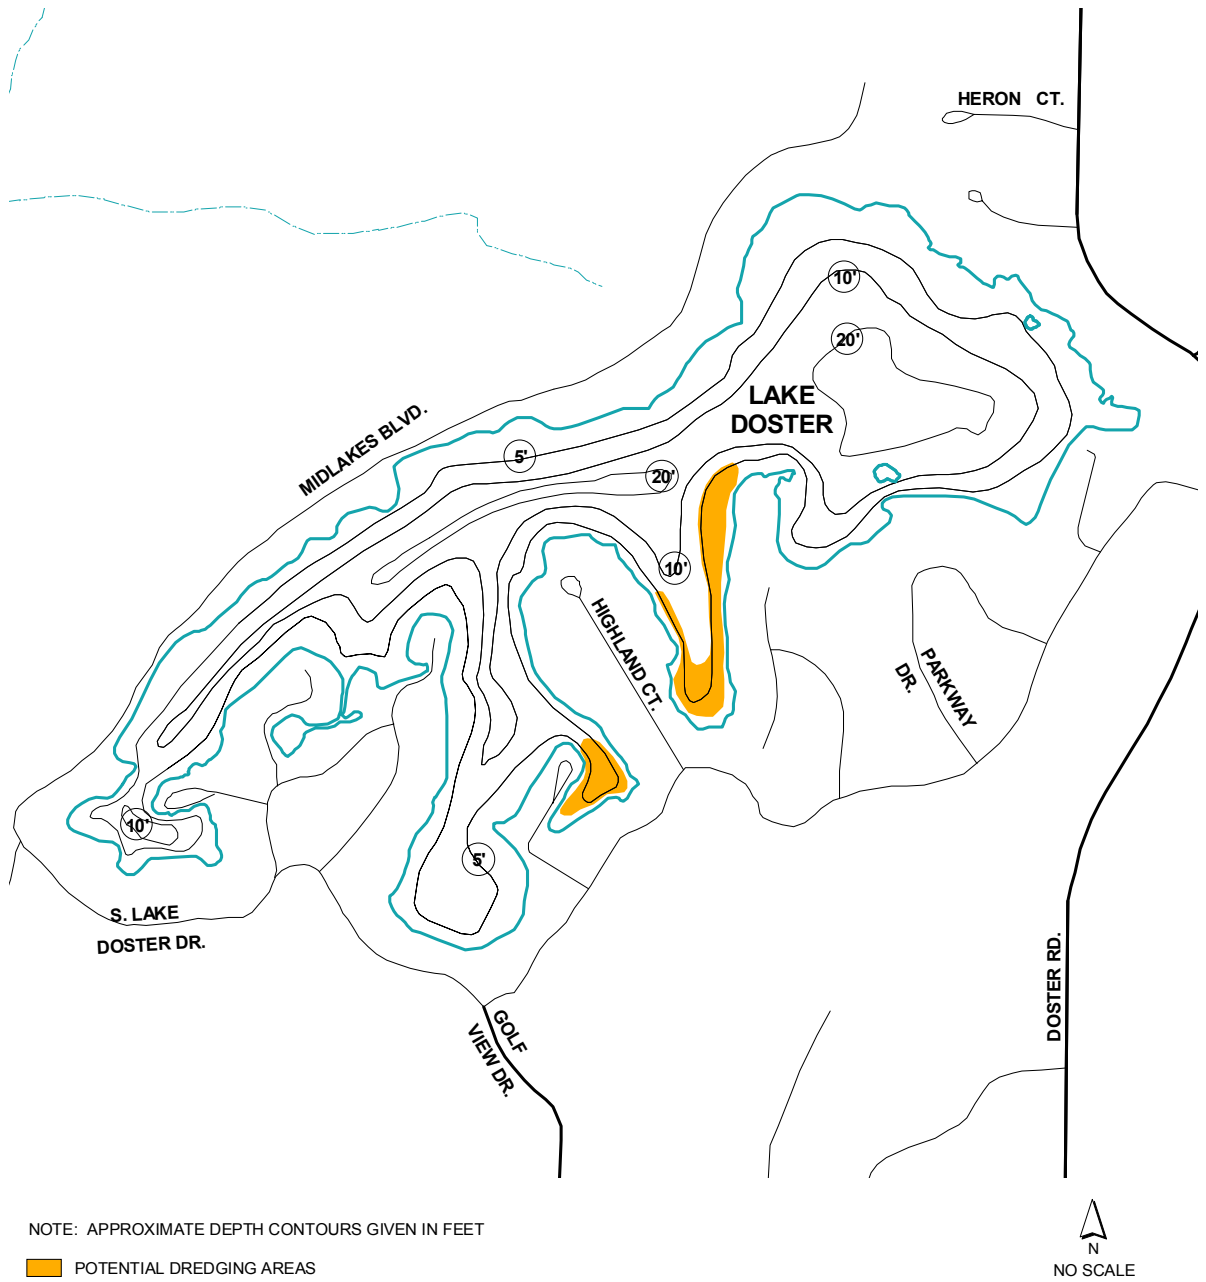 HERON CT.
10'
20'
LAKE
DOSTER
MIDLAKES BLVD.
5'
20'
10'
HIGHLAND CT.
PARKWAY
DR.
10'
5'
S. LAKE
DOSTER DR.
GOLF
VIEW DR.
DOSTER RD.
NOTE: APPROXIMATE DEPTH CONTOURS GIVEN IN FEET
POTENTIAL DREDGING AREAS
N
NO SCALE